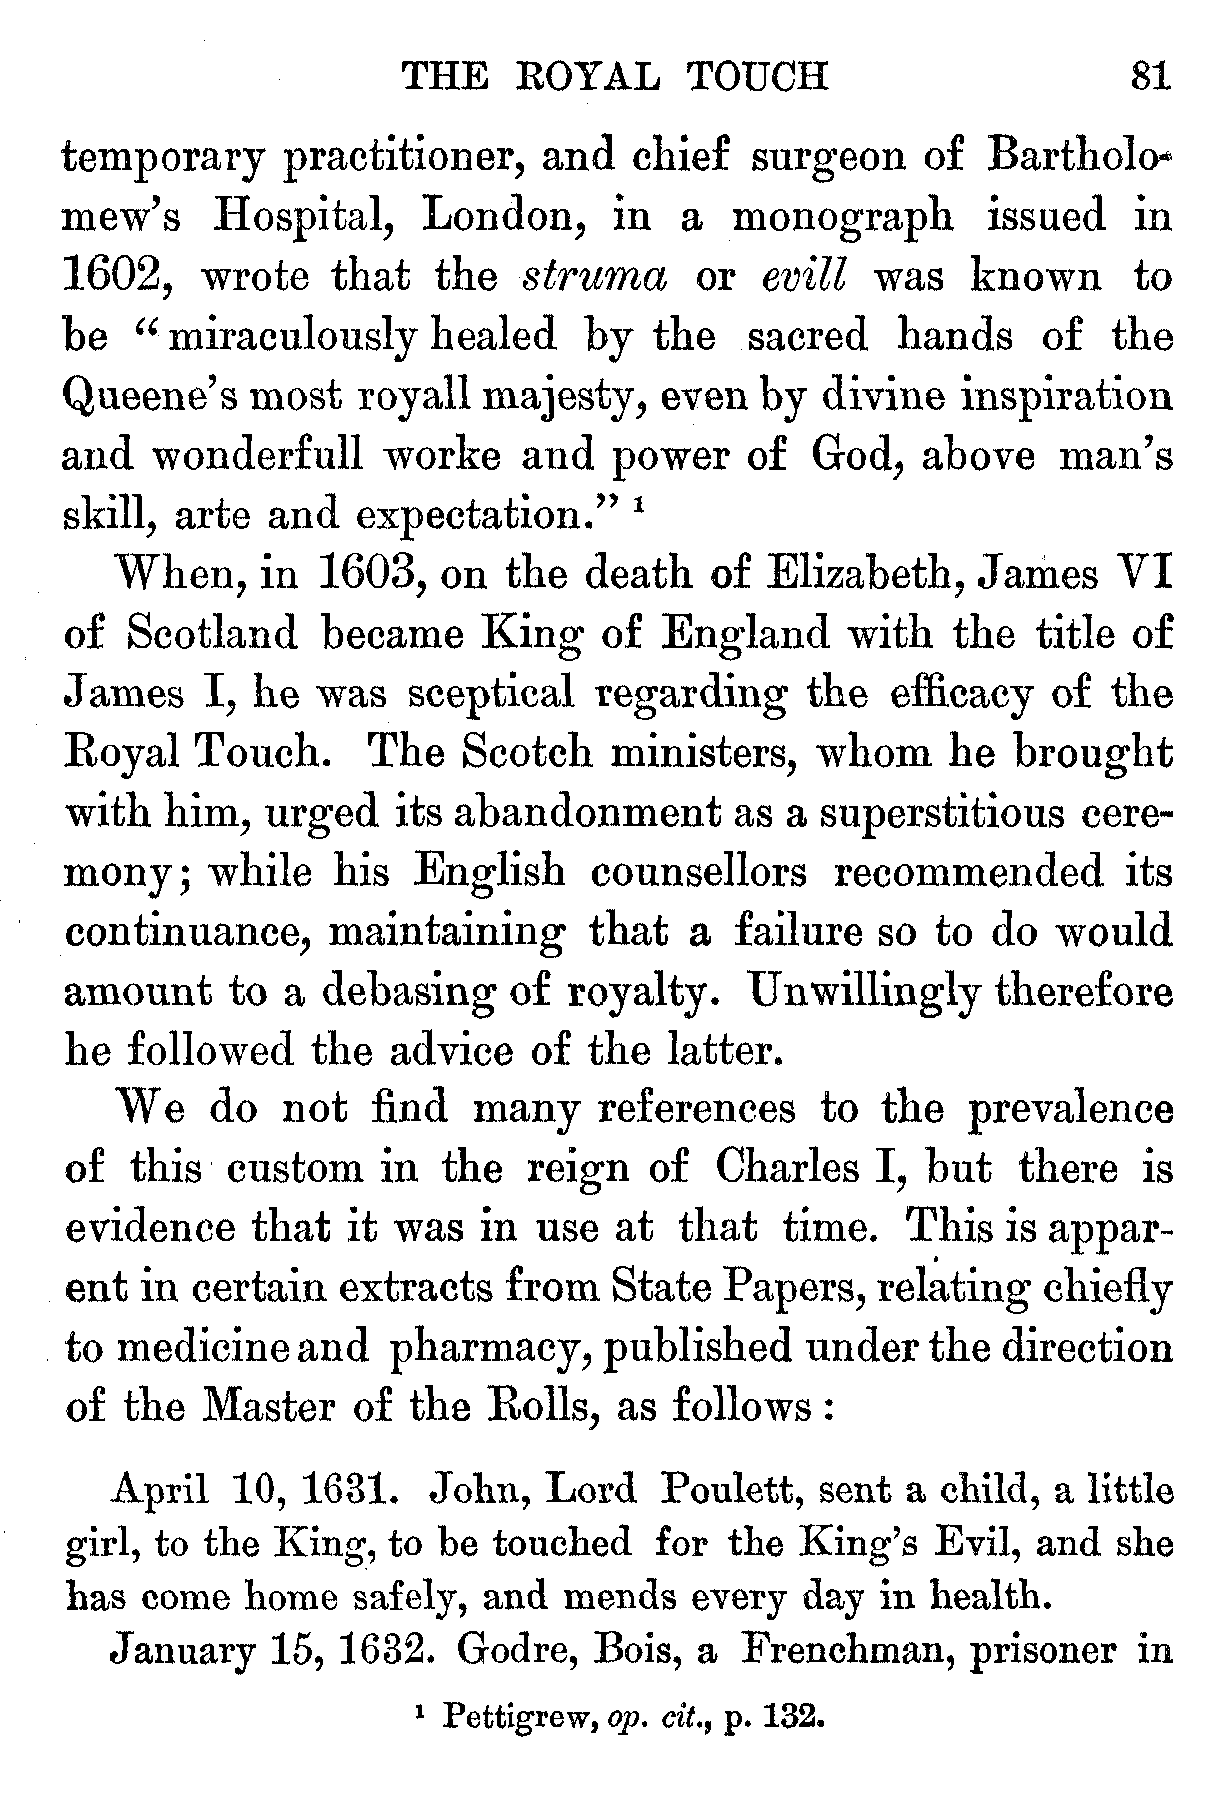 THE ROYAL TOUCH 81
temporary practitioner, and chief surgeon of Bartholo-
mew's Hospital, London, in a monograph issued in
1602, wrote that the struma or evill was known to
be “miraculously healed by the sacred hands of the
Queene's most royall majesty, even by divine inspiration
and wonderfull worke and power of God, above man's
skill, arte and expectation.” ¹
When, in 1603, on the death of Elizabeth, James VI
of Scotland became King of England with the title of
James I, he was sceptical regarding the efficacy of the
Royal Touch. The Scotch ministers, whom he brought
with him, urged its abandonment as a superstitious cere-
mony; while his English counsellors recommended its
continuance, maintaining that a failure so to do would
amount to a debasing of royalty. Unwillingly therefore
he followed the advice of the latter.
We do not find many references to the prevalence
of this custom in the reign of Charles I, but there is
evidence that it was in use at that time. This is appar-
ent in certain extracts from State Papers, relating chiefly
to medicine and pharmacy, published under the direction
of the Master of the Rolls, as follows :
April 10, 1631. John, Lord Poulett, sent a child, a little
girl, to the King, to be touched for the King's Evil, and she
has come home safely, and mends every day in health.
January 15, 1632. Godre, Bois, a Frenchman, prisoner in
¹ Pettigrew, op. cit., p. 132.